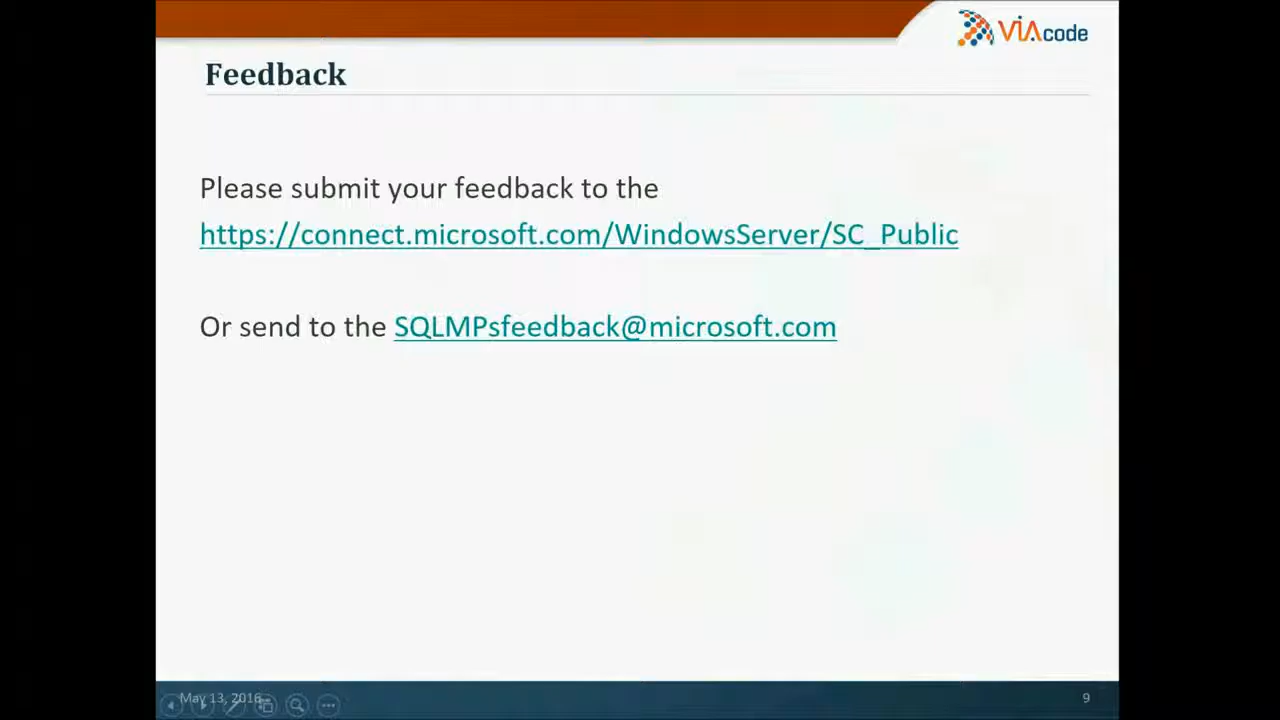 VIAcode
Feedback
Please submit your feedback to the
https://connect.microsoft.com/WindowsServer/SC_Public
Or send to the SQLMPsfeedback@microsoft.com
May 13, 2016
9